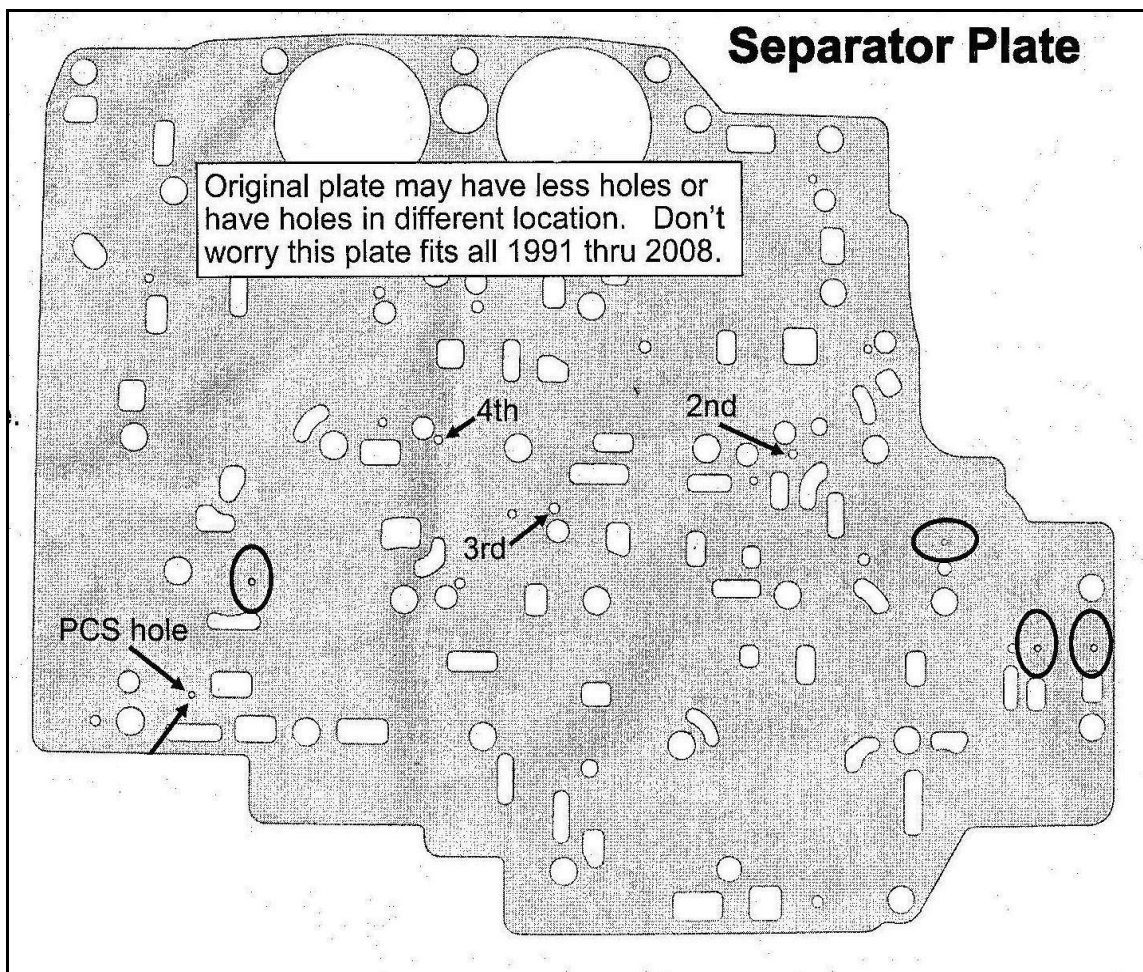 Separator Plate
Original plate may have less holes or
have holes in different location. Don't
worry this plate fits all 1991 thru 2008.
4th
2nd
3rd
PCS hole